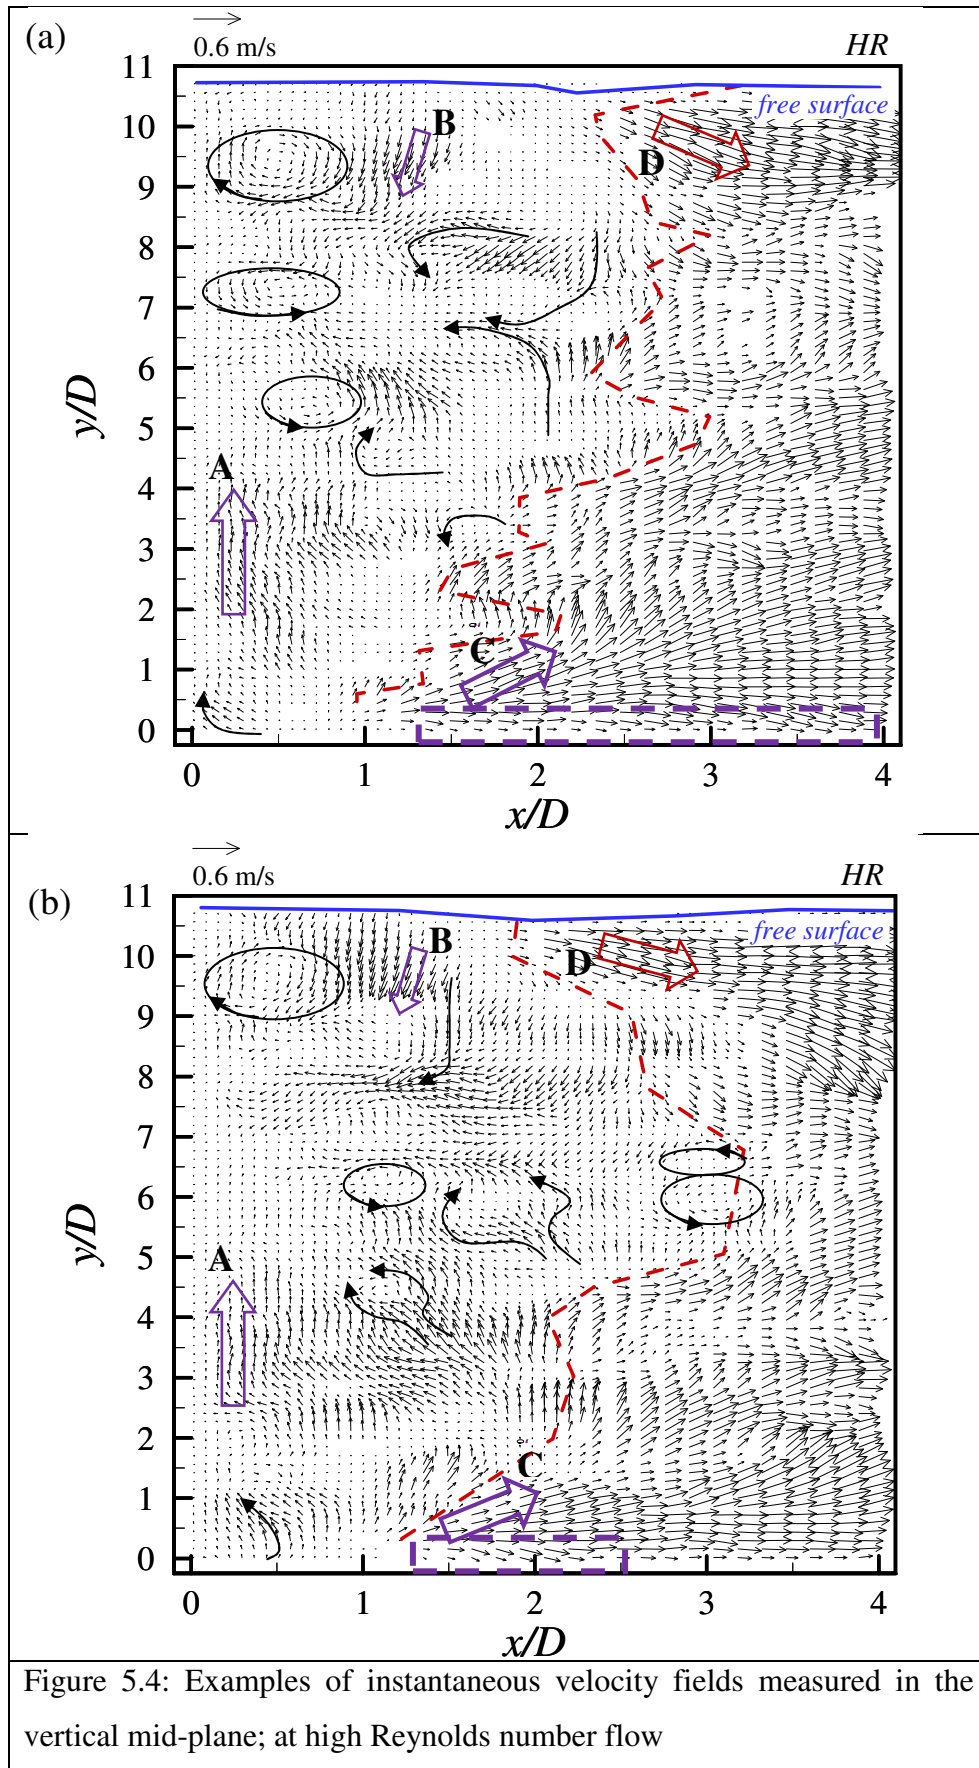 (a)
0.6 m/s
HR
11
free surface
10
B
D
9
8
7
6
y/D
5
A
4
3
2
C
1
0
0 1 2 3 4
x/D
(b)
0.6 m/s
HR
11
free surface
10
B
D
9
8
7
6
y/D
5
A
4
3
2
C
1
0
0 1 2 3 4
x/D
Figure 5.4: Examples of instantaneous velocity fields measured in the
vertical mid-plane; at high Reynolds number flow